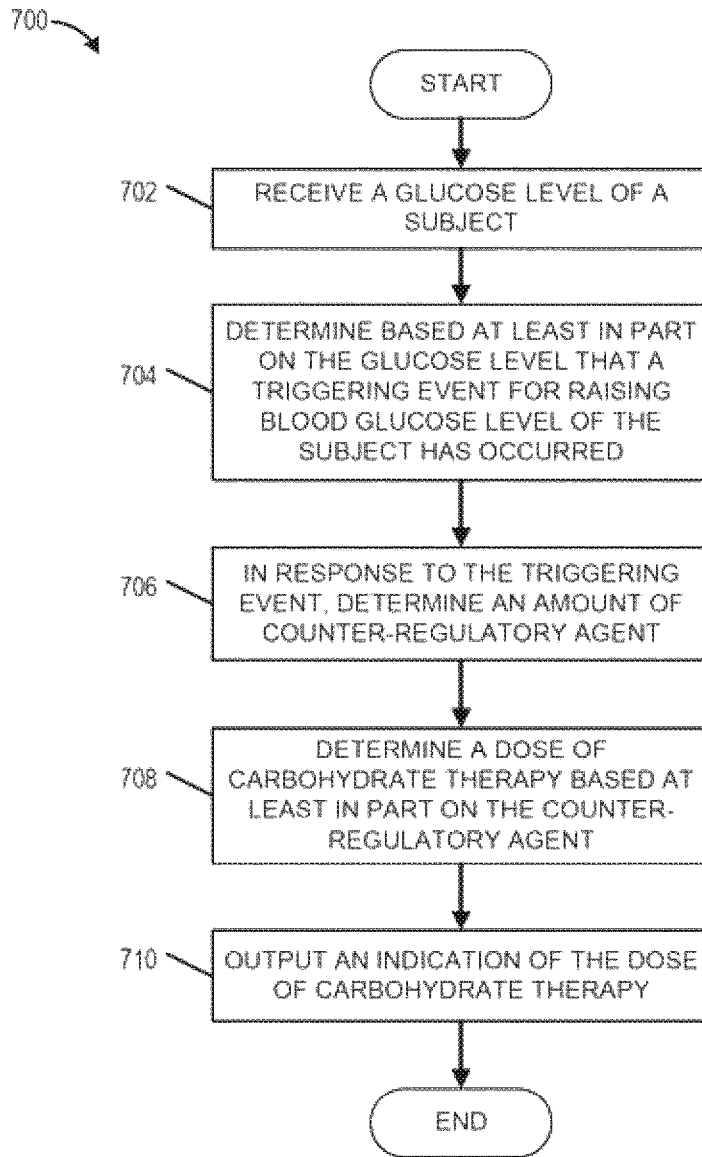 700
START
702
RECEIVE A GLUCOSE LEVEL OF A
SUBJECT
704
DETERMINE BASED AT LEAST IN PART
ON THE GLUCOSE LEVEL THAT A
TRIGGERING EVENT FOR RAISING
BLOOD GLUCOSE LEVEL OF THE
SUBJECT HAS OCCURRED
706
IN RESPONSE TO THE TRIGGERING
EVENT, DETERMINE AN AMOUNT OF
COUNTER-REGULATORY AGENT
708
DETERMINE A DOSE OF
CARBOHYDRATE THERAPY BASED AT
LEAST IN PART ON THE COUNTER-
REGULATORY AGENT
710
OUTPUT AN INDICATION OF THE DOSE
OF CARBOHYDRATE THERAPY
END